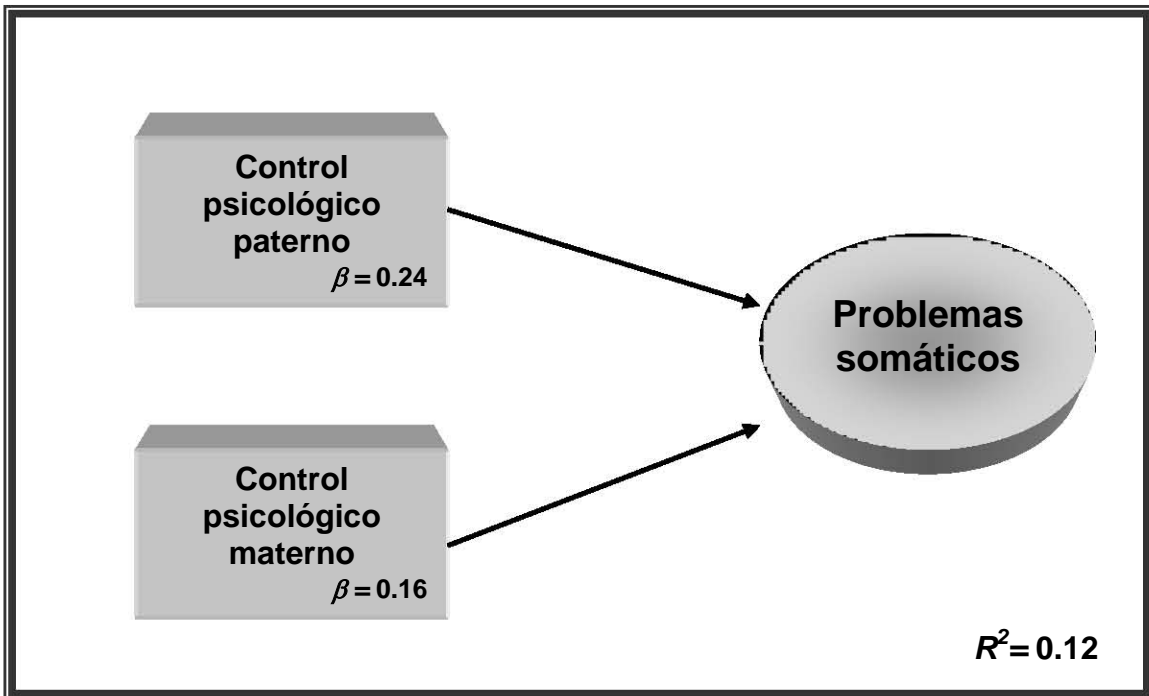 Control
psicológico
paterno
β = 0.24
Problemas
somáticos
Control
psicológico
materno
β = 0.16
R²= 0.12